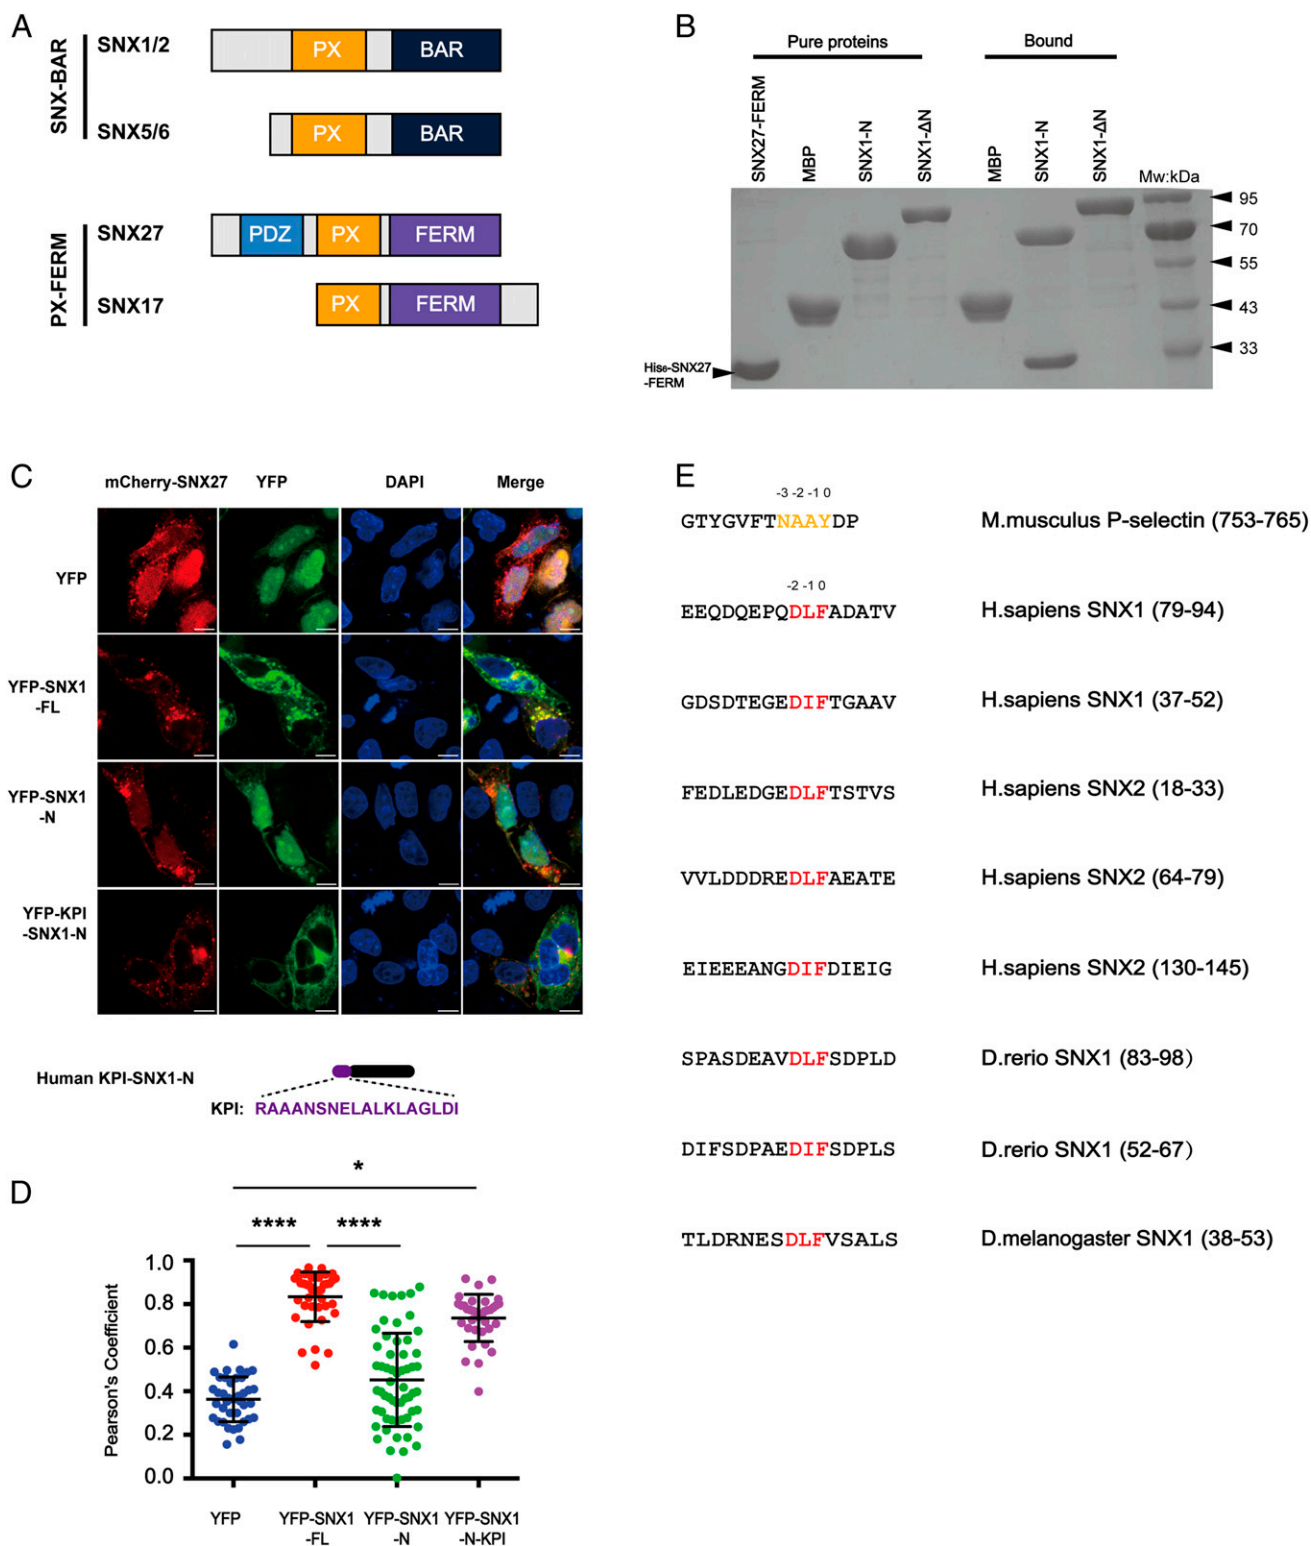 A
SNX-BAR
SNX1/2
PX
BAR
SNX5/6
PX
BAR
PX-FERM
SNX27
PDZ
PX
FERM
SNX17
PX
FERM
B
Pure proteins
Bound
SNX27-FERM
MBP
SNX1-N
SNX1-ΔN
MBP
SNX1-N
SNX1-ΔN
Mw:kDa
95
70
55
43
33
His₆-SNX27
-FERM
C
mCherry-SNX27
YFP
DAPI
Merge
YFP
YFP-SNX1
-FL
YFP-SNX1
-N
YFP-KPI
-SNX1-N
Human KPI-SNX1-N
KPI: RAAANSNELALKLAGLDI
D
*
****
****
Pearson's Coefficient
1.0
0.8
0.6
0.4
0.2
0.0
YFP
YFP-SNX1
-FL
YFP-SNX1
-N
YFP-SNX1
-N-KPI
E
-3 -2 -1 0
GTYGVFTNAAYDP M.musculus P-selectin (753-765)
-2 -1 0
EEQDQEPQDLFADATV H.sapiens SNX1 (79-94)
GDSDTEGEDIFTGAAV H.sapiens SNX1 (37-52)
FEDLEDGEDLFTSTVS H.sapiens SNX2 (18-33)
VVLDDDREDLFAEATE H.sapiens SNX2 (64-79)
EIEEEANGDIFDIEIG H.sapiens SNX2 (130-145)
SPASDEAVDLFSDPLD D.rerio SNX1 (83-98)
DIFSDPAEDIFSDPLS D.rerio SNX1 (52-67)
TLDRNESDLFVSALS D.melanogaster SNX1 (38-53)